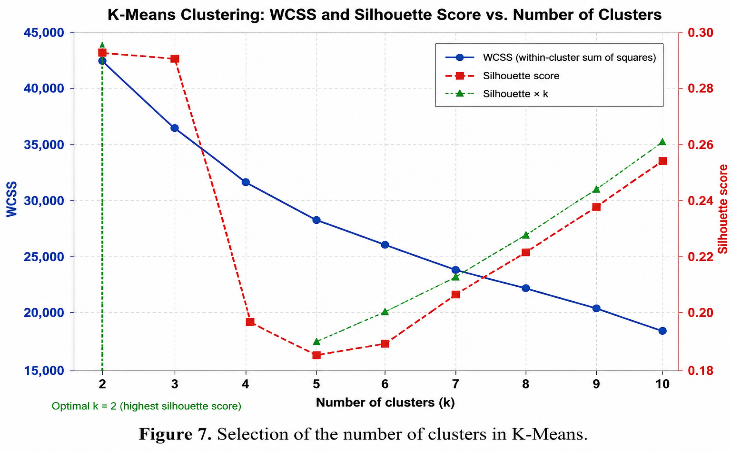 K-Means Clustering: WCSS and Silhouette Score vs. Number of Clusters
45,000
40,000
35,000
30,000
25,000
20,000
15,000
WCSS
0.30
0.28
0.26
0.24
0.22
0.20
0.18
Silhouette score
WCSS (within-cluster sum of squares)
Silhouette score
Silhouette × k
2 3 4 5 6 7 8 9 10
Optimal k = 2 (highest silhouette score)
Number of clusters (k)
Figure 7. Selection of the number of clusters in K-Means.